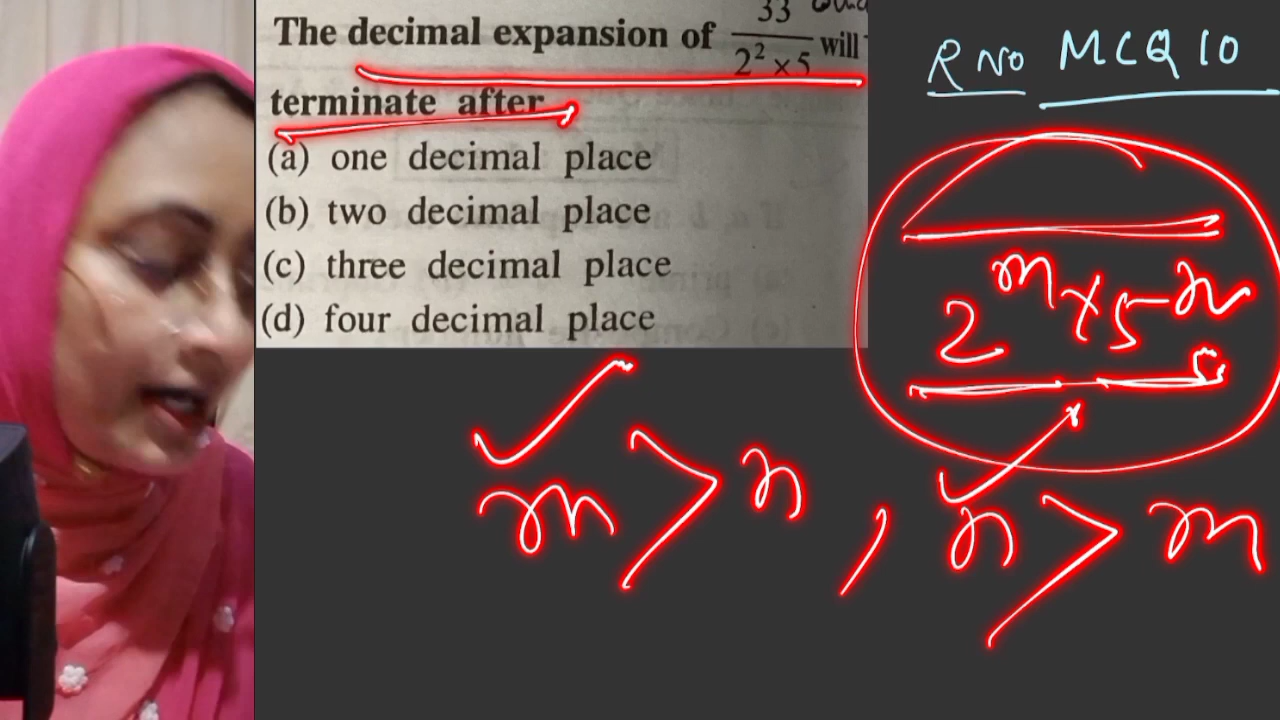 The decimal expansion of 33 / 2² × 5 will
terminate after
(a) one decimal place
(b) two decimal place
(c) three decimal place
(d) four decimal place
R NO MCQ 10
2^m × 5^n
m > n , n > m